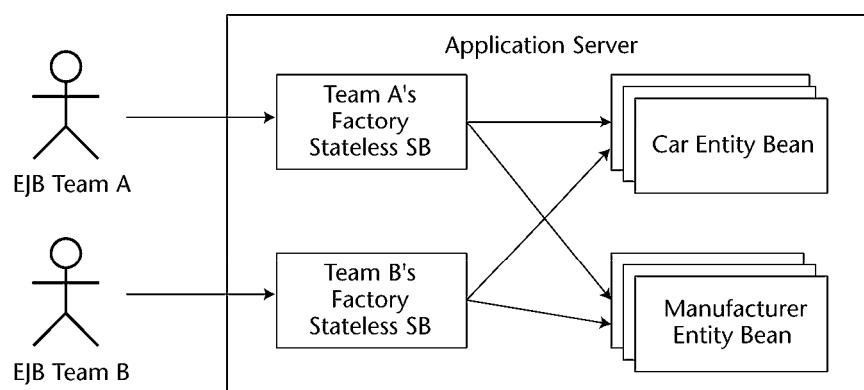 Application Server
Team A's
Factory
Stateless SB
Car Entity Bean
EJB Team A
Team B's
Factory
Stateless SB
Manufacturer
Entity Bean
EJB Team B